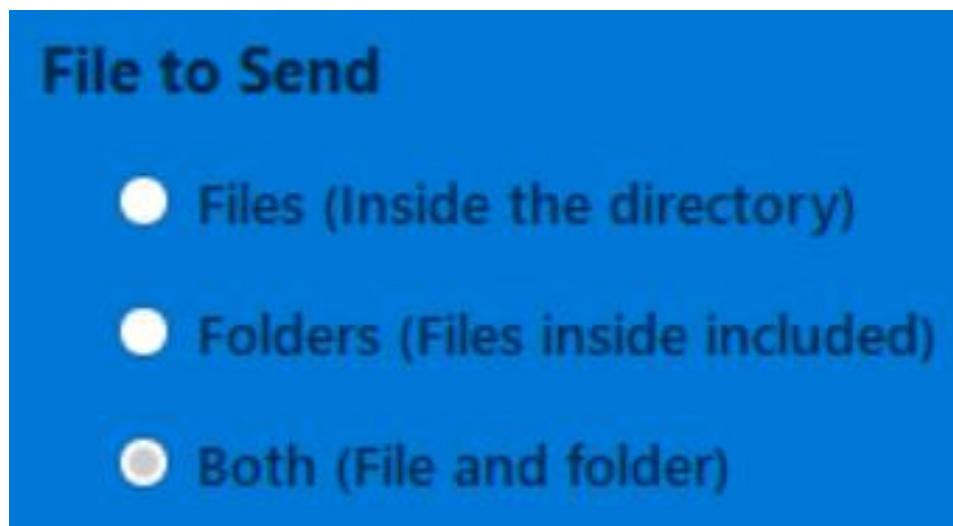 File to Send
Files (Inside the directory)
Folders (Files inside included)
Both (File and folder)